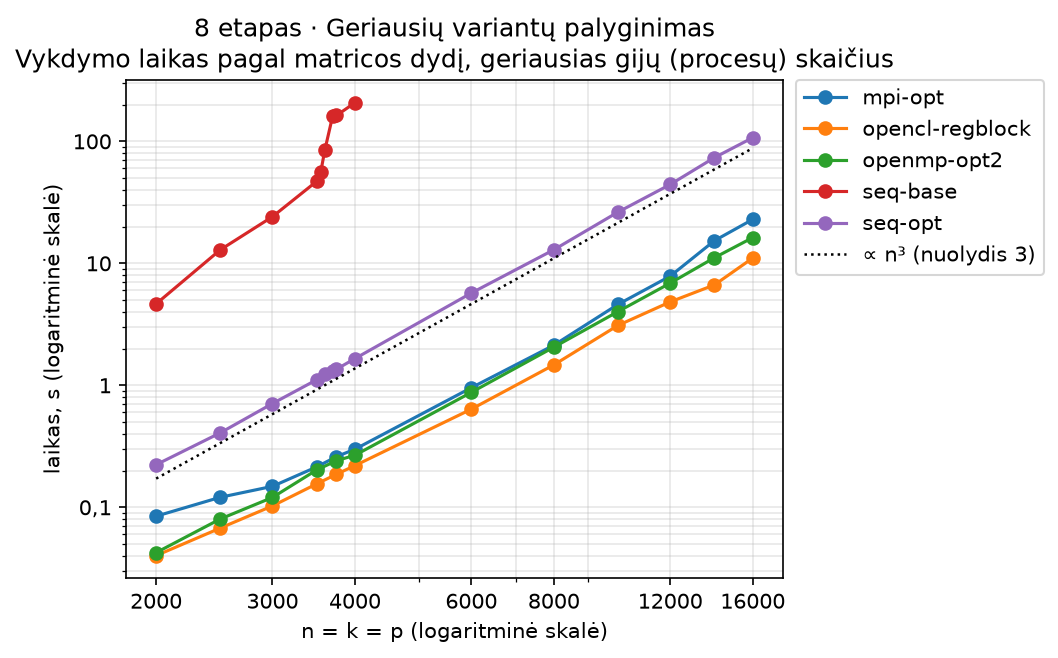 8 etapas · Geriausių variantų palyginimas
Vykdymo laikas pagal matricos dydį, geriausias gijų (procesų) skaičius
laikas, s (logaritminė skalė)
100
10
1
0,1
2000
3000
4000
6000
8000
12000
16000
n = k = p (logaritminė skalė)
mpi-opt
opencl-regblock
openmp-opt2
seq-base
seq-opt
∝ n³ (nuolydis 3)